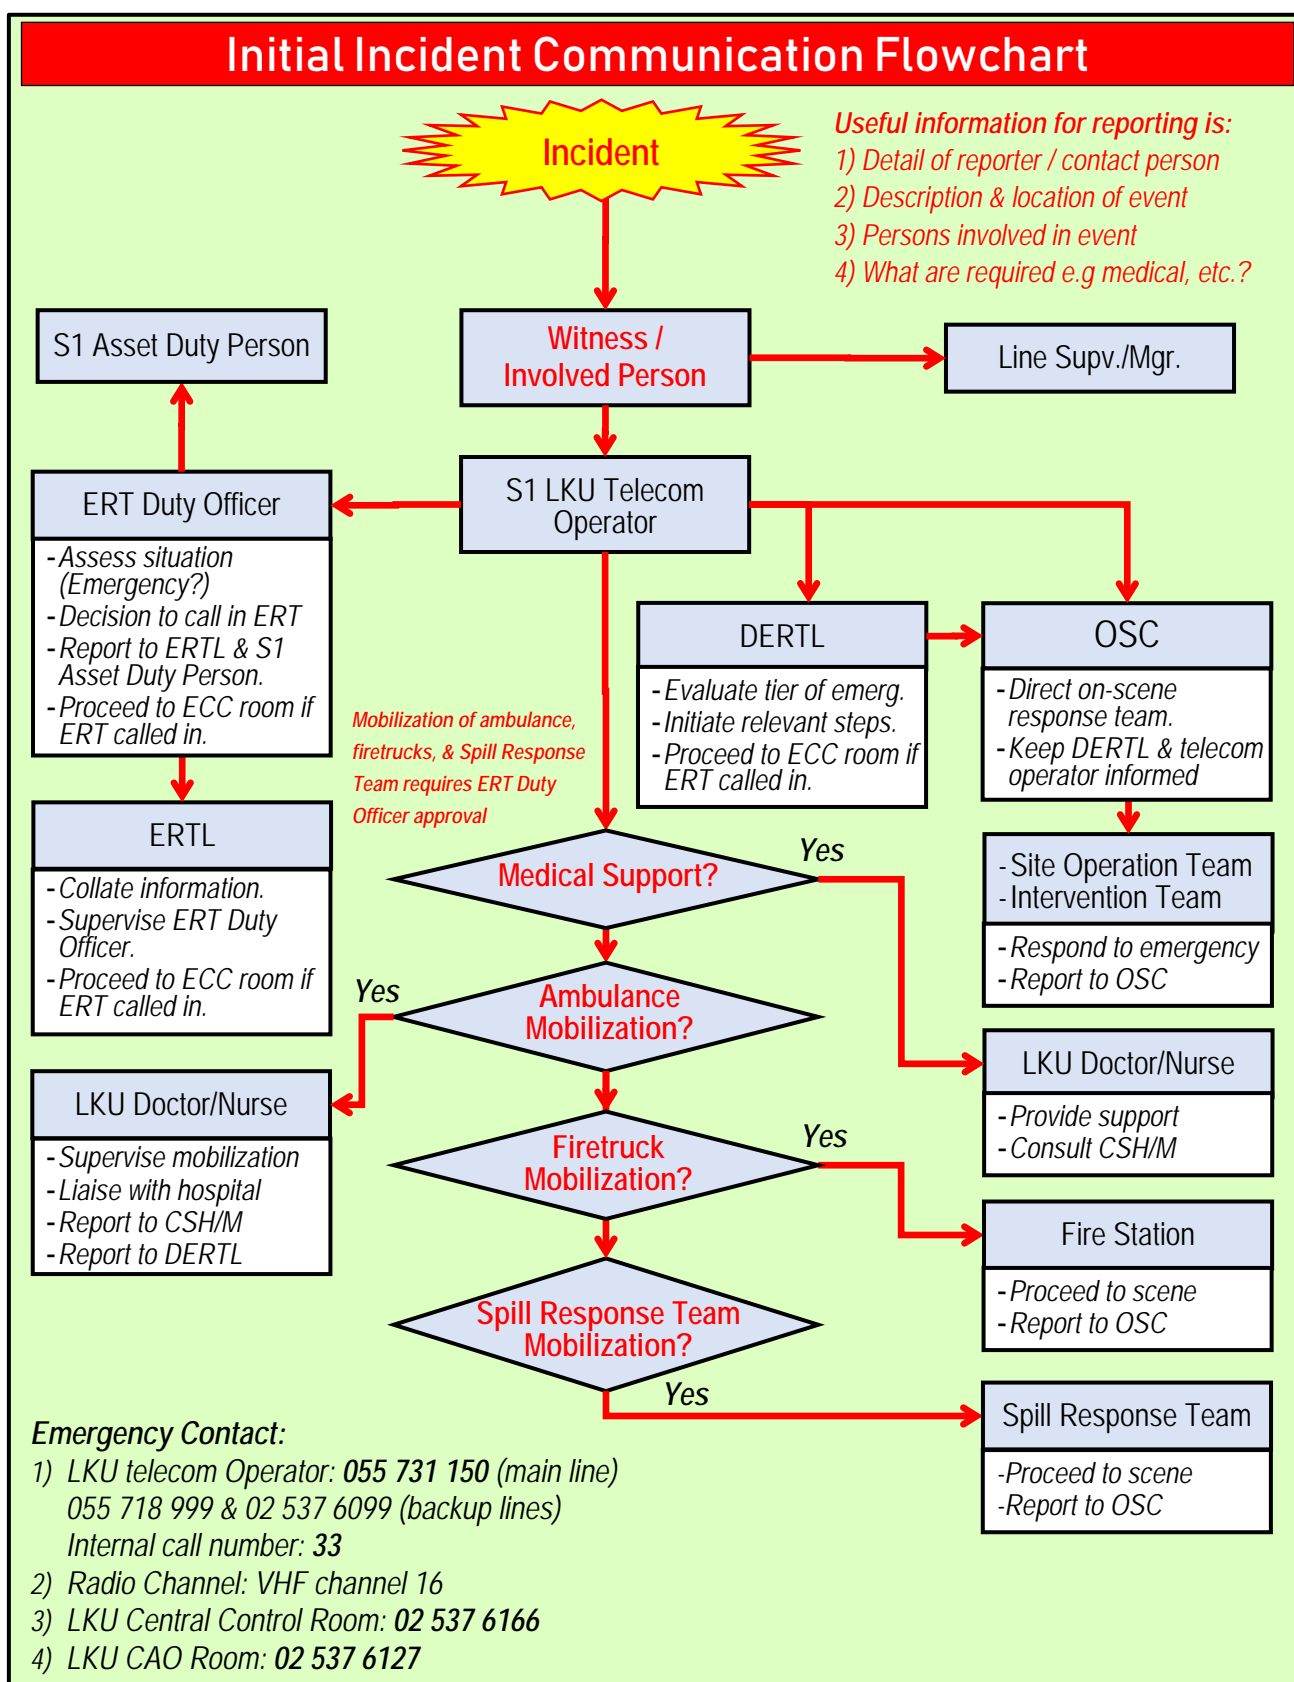 Initial Incident Communication Flowchart
Incident
Useful information for reporting is:
1) Detail of reporter / contact person
2) Description & location of event
3) Persons involved in event
4) What are required e.g medical, etc.?
S1 Asset Duty Person
Witness /
Involved Person
Line Supv./Mgr.
ERT Duty Officer
- Assess situation
(Emergency?)
- Decision to call in ERT
- Report to ERTL & S1
Asset Duty Person.
- Proceed to ECC room if
ERT called in.
S1 LKU Telecom
Operator
DERTL
- Evaluate tier of emerg.
- Initiate relevant steps.
- Proceed to ECC room if
ERT called in.
OSC
- Direct on-scene
response team.
- Keep DERTL & telecom
operator informed
Mobilization of ambulance,
firetrucks, & Spill Response
Team requires ERT Duty
Officer approval
ERTL
- Collate information.
- Supervise ERT Duty
Officer.
- Proceed to ECC room if
ERT called in.
Medical Support?
Yes
- Site Operation Team
- Intervention Team
- Respond to emergency
- Report to OSC
Yes
Ambulance
Mobilization?
LKU Doctor/Nurse
- Provide support
- Consult CSH/M
LKU Doctor/Nurse
- Supervise mobilization
- Liaise with hospital
- Report to CSH/M
- Report to DERTL
Firetruck
Mobilization?
Yes
Fire Station
- Proceed to scene
- Report to OSC
Spill Response Team
Mobilization?
Yes
Spill Response Team
-Proceed to scene
-Report to OSC
Emergency Contact:
1) LKU telecom Operator: 055 731 150 (main line)
055 718 999 & 02 537 6099 (backup lines)
Internal call number: 33
2) Radio Channel: VHF channel 16
3) LKU Central Control Room: 02 537 6166
4) LKU CAO Room: 02 537 6127